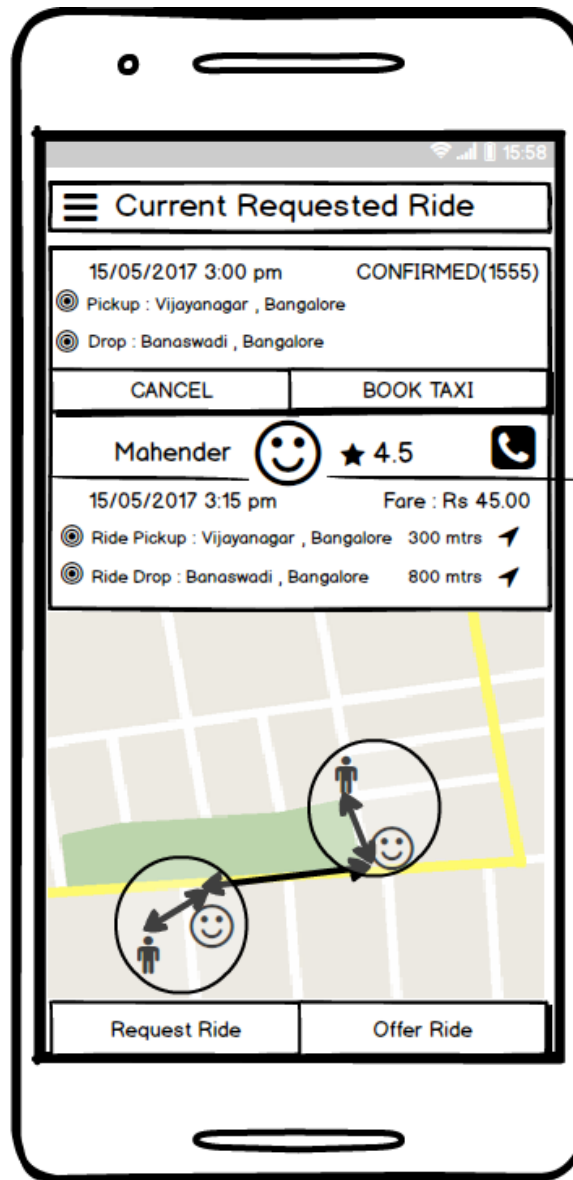 15:58
Current Requested Ride
15/05/2017 3:00 pm CONFIRMED(1555)
Pickup : Vijayanagar , Bangalore
Drop : Banaswadi , Bangalore
CANCEL BOOK TAXI
Mahender 4.5
15/05/2017 3:15 pm Fare : Rs 45.00
Ride Pickup : Vijayanagar , Bangalore 300 mtrs
Ride Drop : Banaswadi , Bangalore 800 mtrs
Request Ride Offer Ride